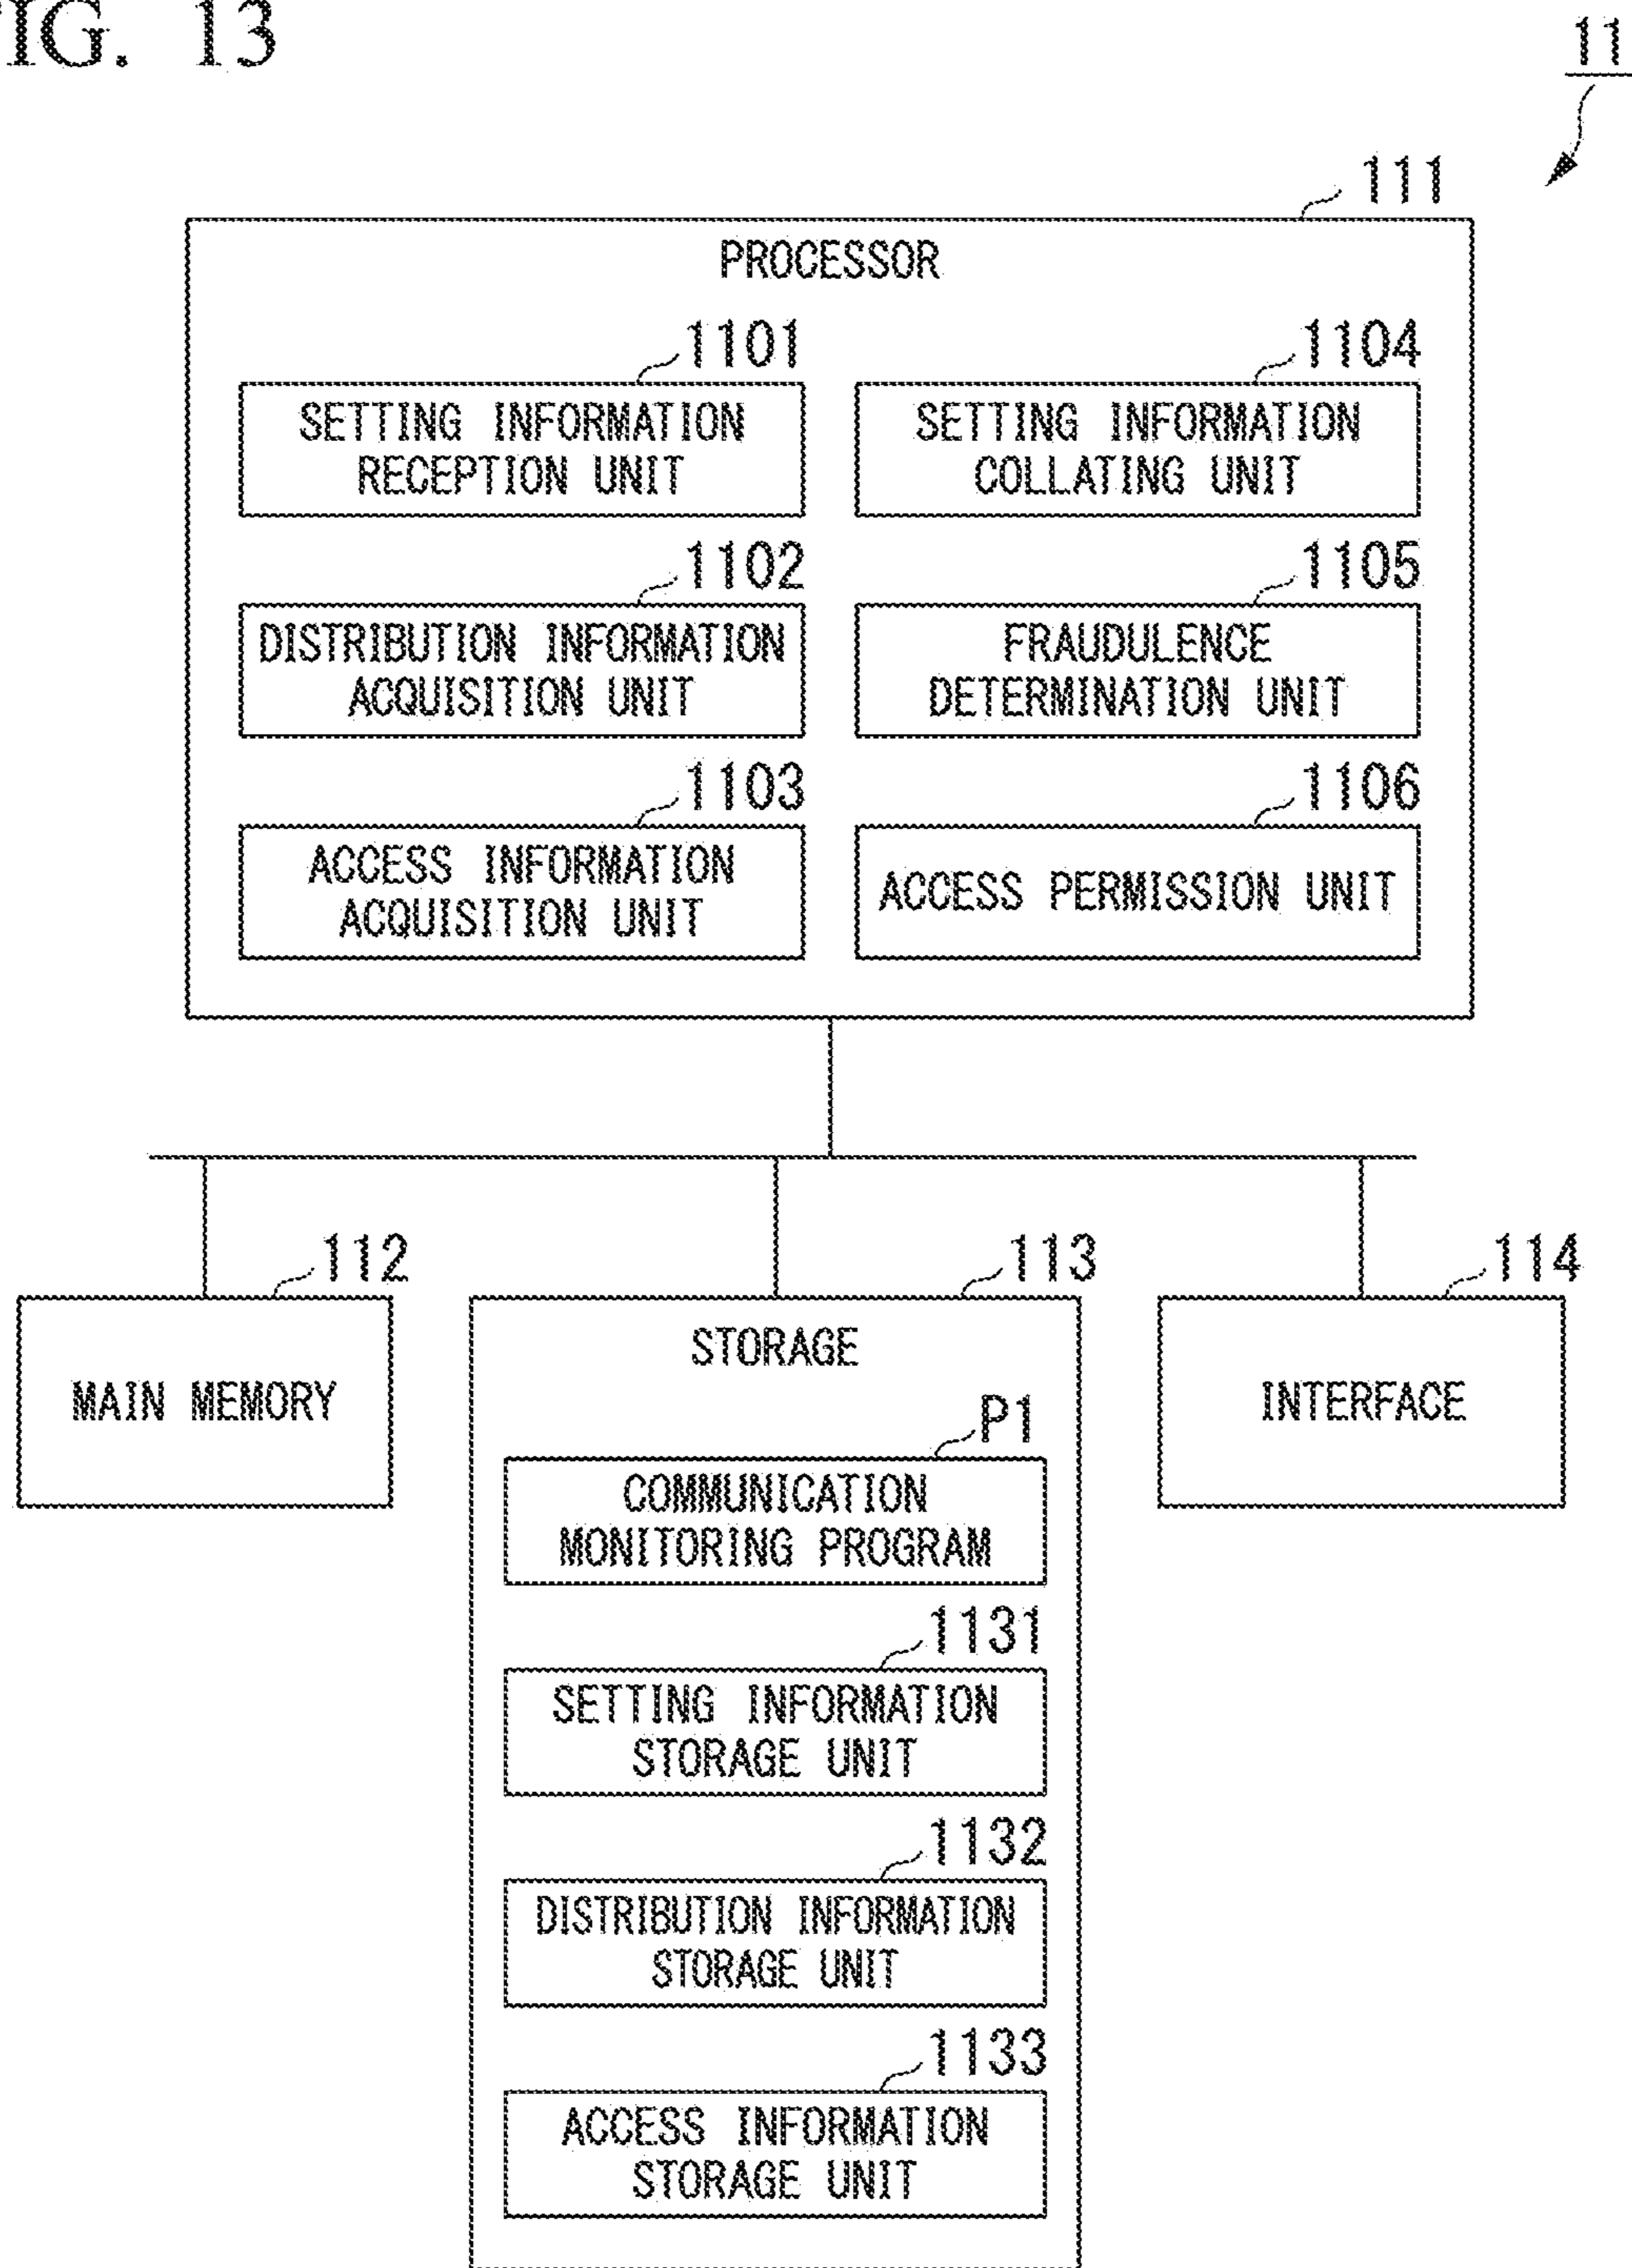 IG. 13
11
111
PROCESSOR
1101
SETTING INFORMATION
RECEPTION UNIT
1104
SETTING INFORMATION
COLLATING UNIT
1102
DISTRIBUTION INFORMATION
ACQUISITION UNIT
1105
FRAUDULENCE
DETERMINATION UNIT
1103
ACCESS INFORMATION
ACQUISITION UNIT
1106
ACCESS PERMISSION UNIT
112
MAIN MEMORY
113
STORAGE
P1
COMMUNICATION
MONITORING PROGRAM
1131
SETTING INFORMATION
STORAGE UNIT
1132
DISTRIBUTION INFORMATION
STORAGE UNIT
1133
ACCESS INFORMATION
STORAGE UNIT
114
INTERFACE